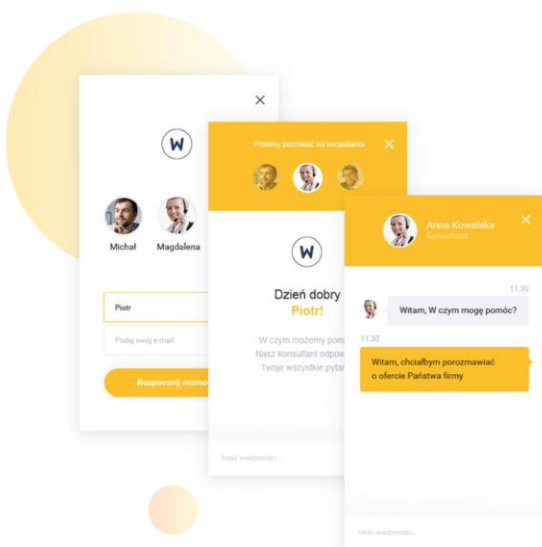 W
Michał
Magdalena
Piotr
Podaj swój e-mail
Rozpocznij rozmo
Prosimy poczekać na konsultanta
W
Dzień dobry
Piotr!
W czym możemy pom
Nasz konsultant odpow
Twoje wszystkie pytan
Treść wiadomości...
Anna Kowalska
Konsultant
11.30
Witam, W czym mogę pomóc?
11.30
Witam, chciałbym porozmawiać
o ofercie Państwa firmy
Treść wiadomości...